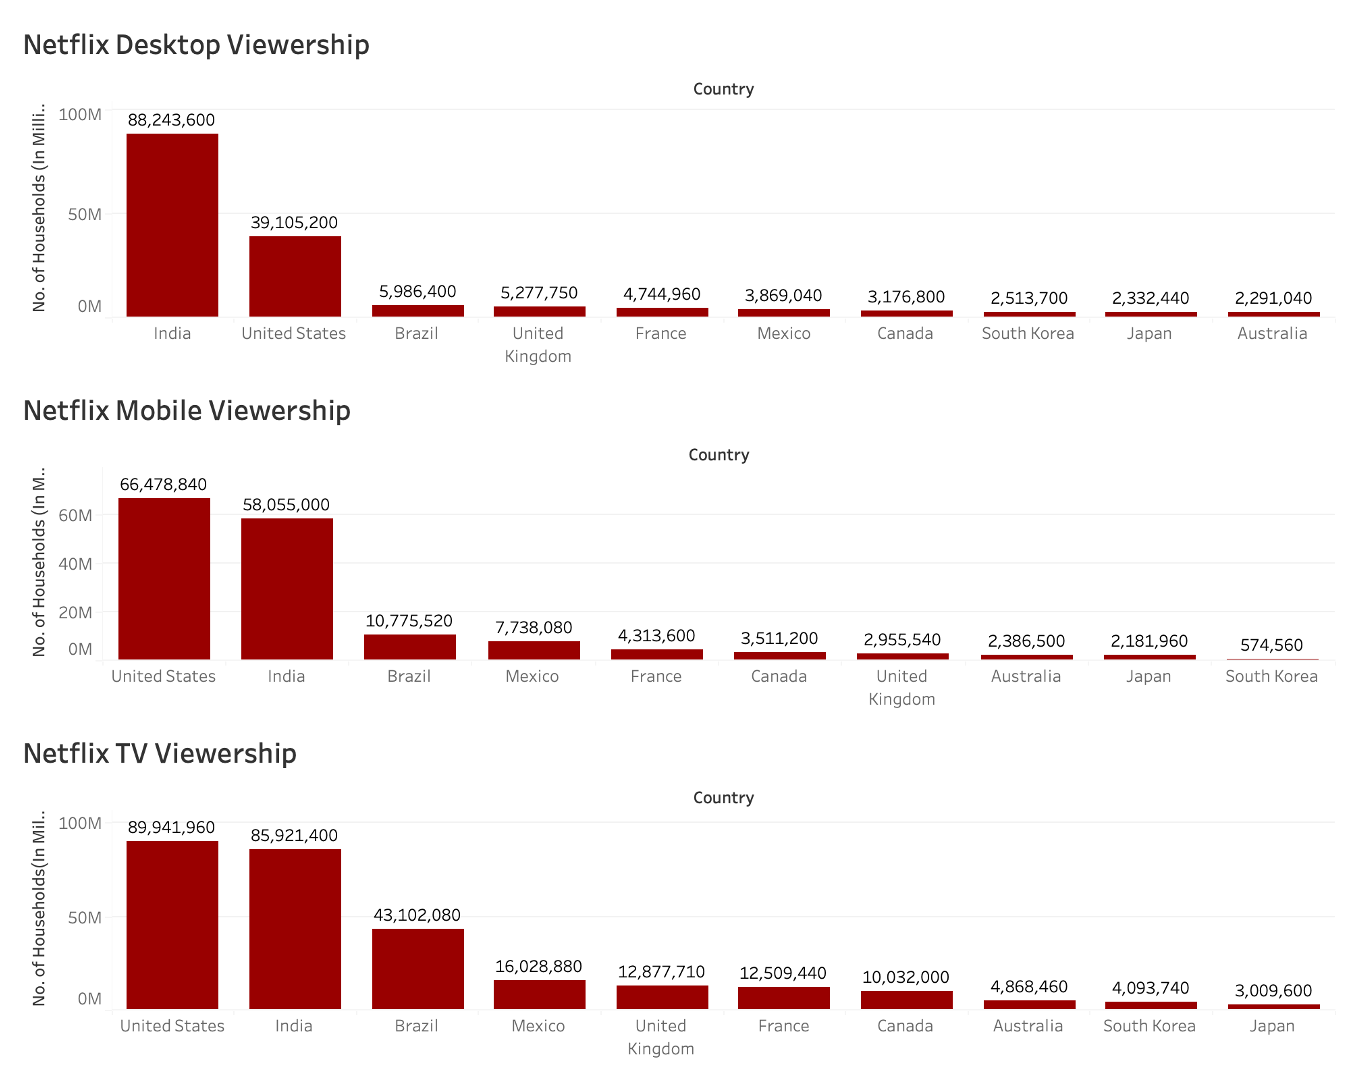 Netflix Desktop Viewership
Country
No. of Households (In Milli..
100M
50M
0M
88,243,600
39,105,200
5,986,400
5,277,750
4,744,960
3,869,040
3,176,800
2,513,700
2,332,440
2,291,040
India
United States
Brazil
United
Kingdom
France
Mexico
Canada
South Korea
Japan
Australia
Netflix Mobile Viewership
Country
No. of Households (In M..
60M
40M
20M
0M
66,478,840
58,055,000
10,775,520
7,738,080
4,313,600
3,511,200
2,955,540
2,386,500
2,181,960
574,560
United States
India
Brazil
Mexico
France
Canada
United
Kingdom
Australia
Japan
South Korea
Netflix TV Viewership
Country
No. of Households(In Mil..
100M
50M
0M
89,941,960
85,921,400
43,102,080
16,028,880
12,877,710
12,509,440
10,032,000
4,868,460
4,093,740
3,009,600
United States
India
Brazil
Mexico
United
Kingdom
France
Canada
Australia
South Korea
Japan